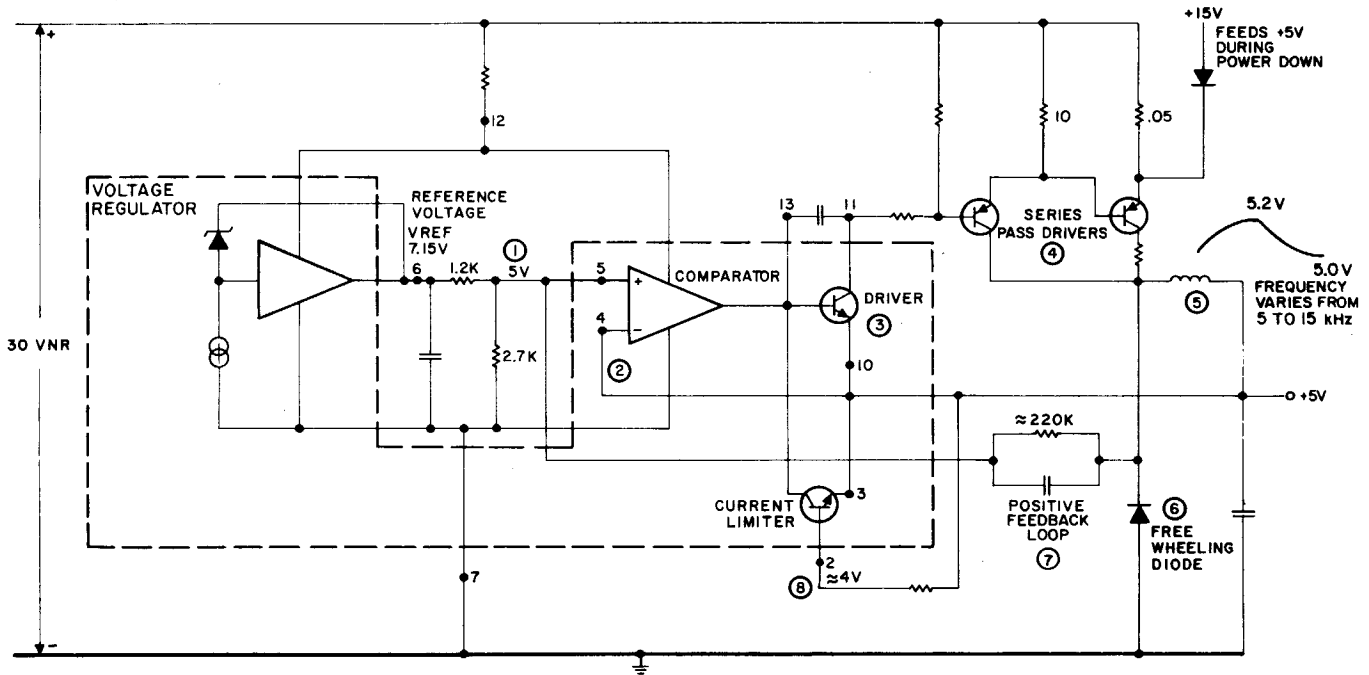 +
+15V
FEEDS +5V
DURING
POWER DOWN
12
10
.05
VOLTAGE
REGULATOR
REFERENCE
VOLTAGE
VREF
7.15V
6
1.2K
1
5V
5
+
COMPARATOR
4
-
2
13
11
SERIES
PASS DRIVERS
4
5.2V
5.0V
FREQUENCY
VARIES FROM
5 TO 15 kHz
5
DRIVER
3
30 VNR
2.7K
10
+5V
≈220K
POSITIVE
FEEDBACK
LOOP
7
3
CURRENT
LIMITER
6
FREE
WHEELING
DIODE
2
≈4V
8
7
-